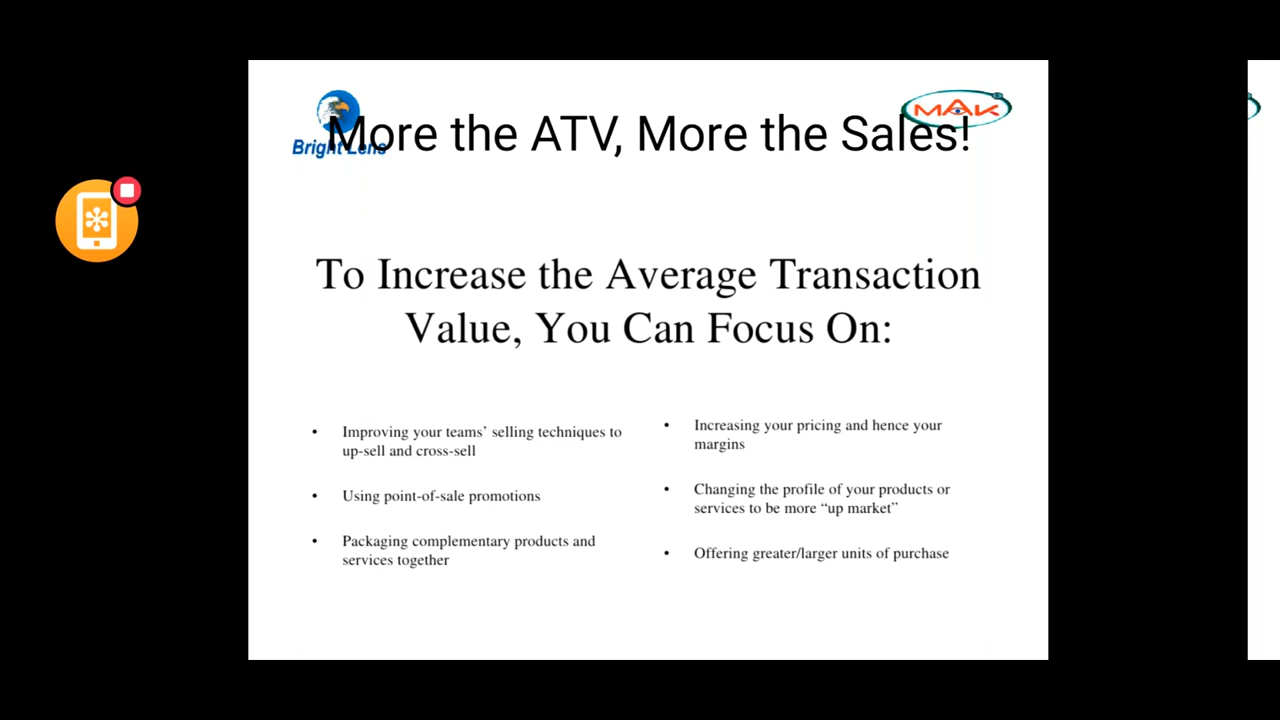 More the ATV, More the Sales!
Bright Lens
MAK
To Increase the Average Transaction
Value, You Can Focus On:
• Improving your teams’ selling techniques to
up-sell and cross-sell
• Using point-of-sale promotions
• Packaging complementary products and
services together
• Increasing your pricing and hence your
margins
• Changing the profile of your products or
services to be more “up market”
• Offering greater/larger units of purchase